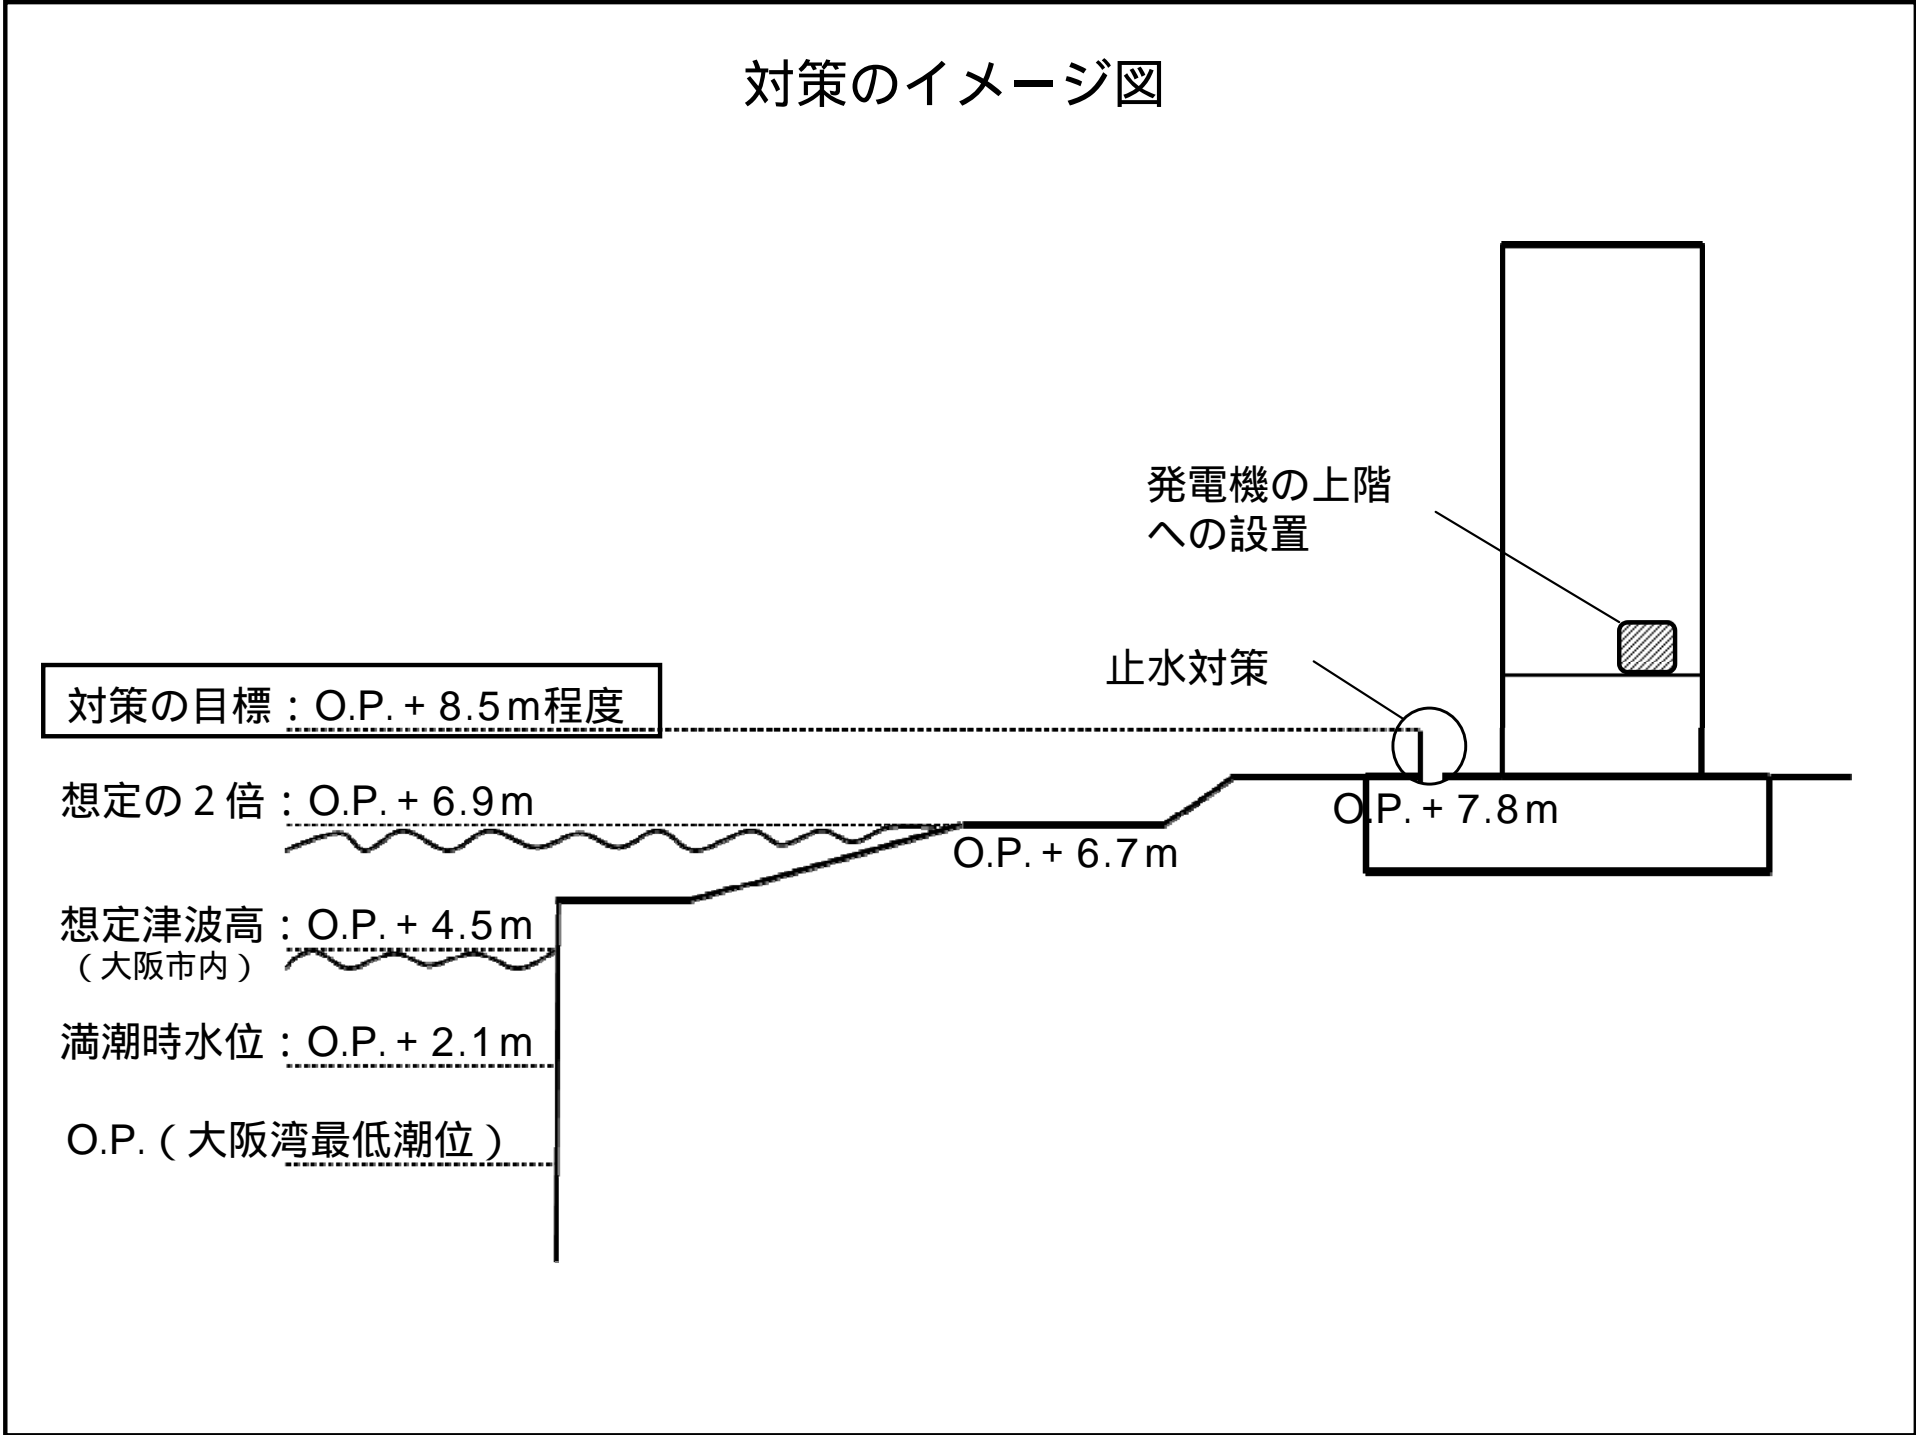 対策のイメージ図
発電機の上階
への設置
止水対策
対策の目標：O.P.+8.5m程度
想定の2倍：O.P.+6.9m
O.P.+7.8m
O.P.+6.7m
想定津波高：O.P.+4.5m
（大阪市内）
満潮時水位：O.P.+2.1m
O.P.（大阪湾最低潮位）